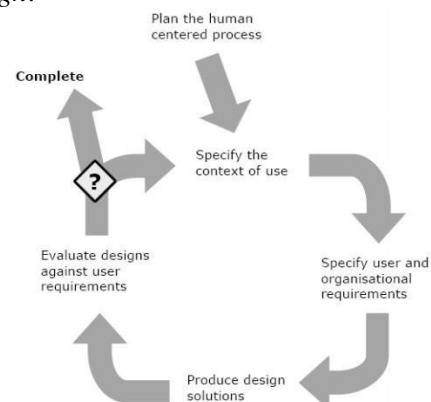 Plan the human
centered process
Complete
Specify the
context of use
?
Evaluate designs
against user
requirements
Specify user and
organisational
requirements
Produce design
solutions